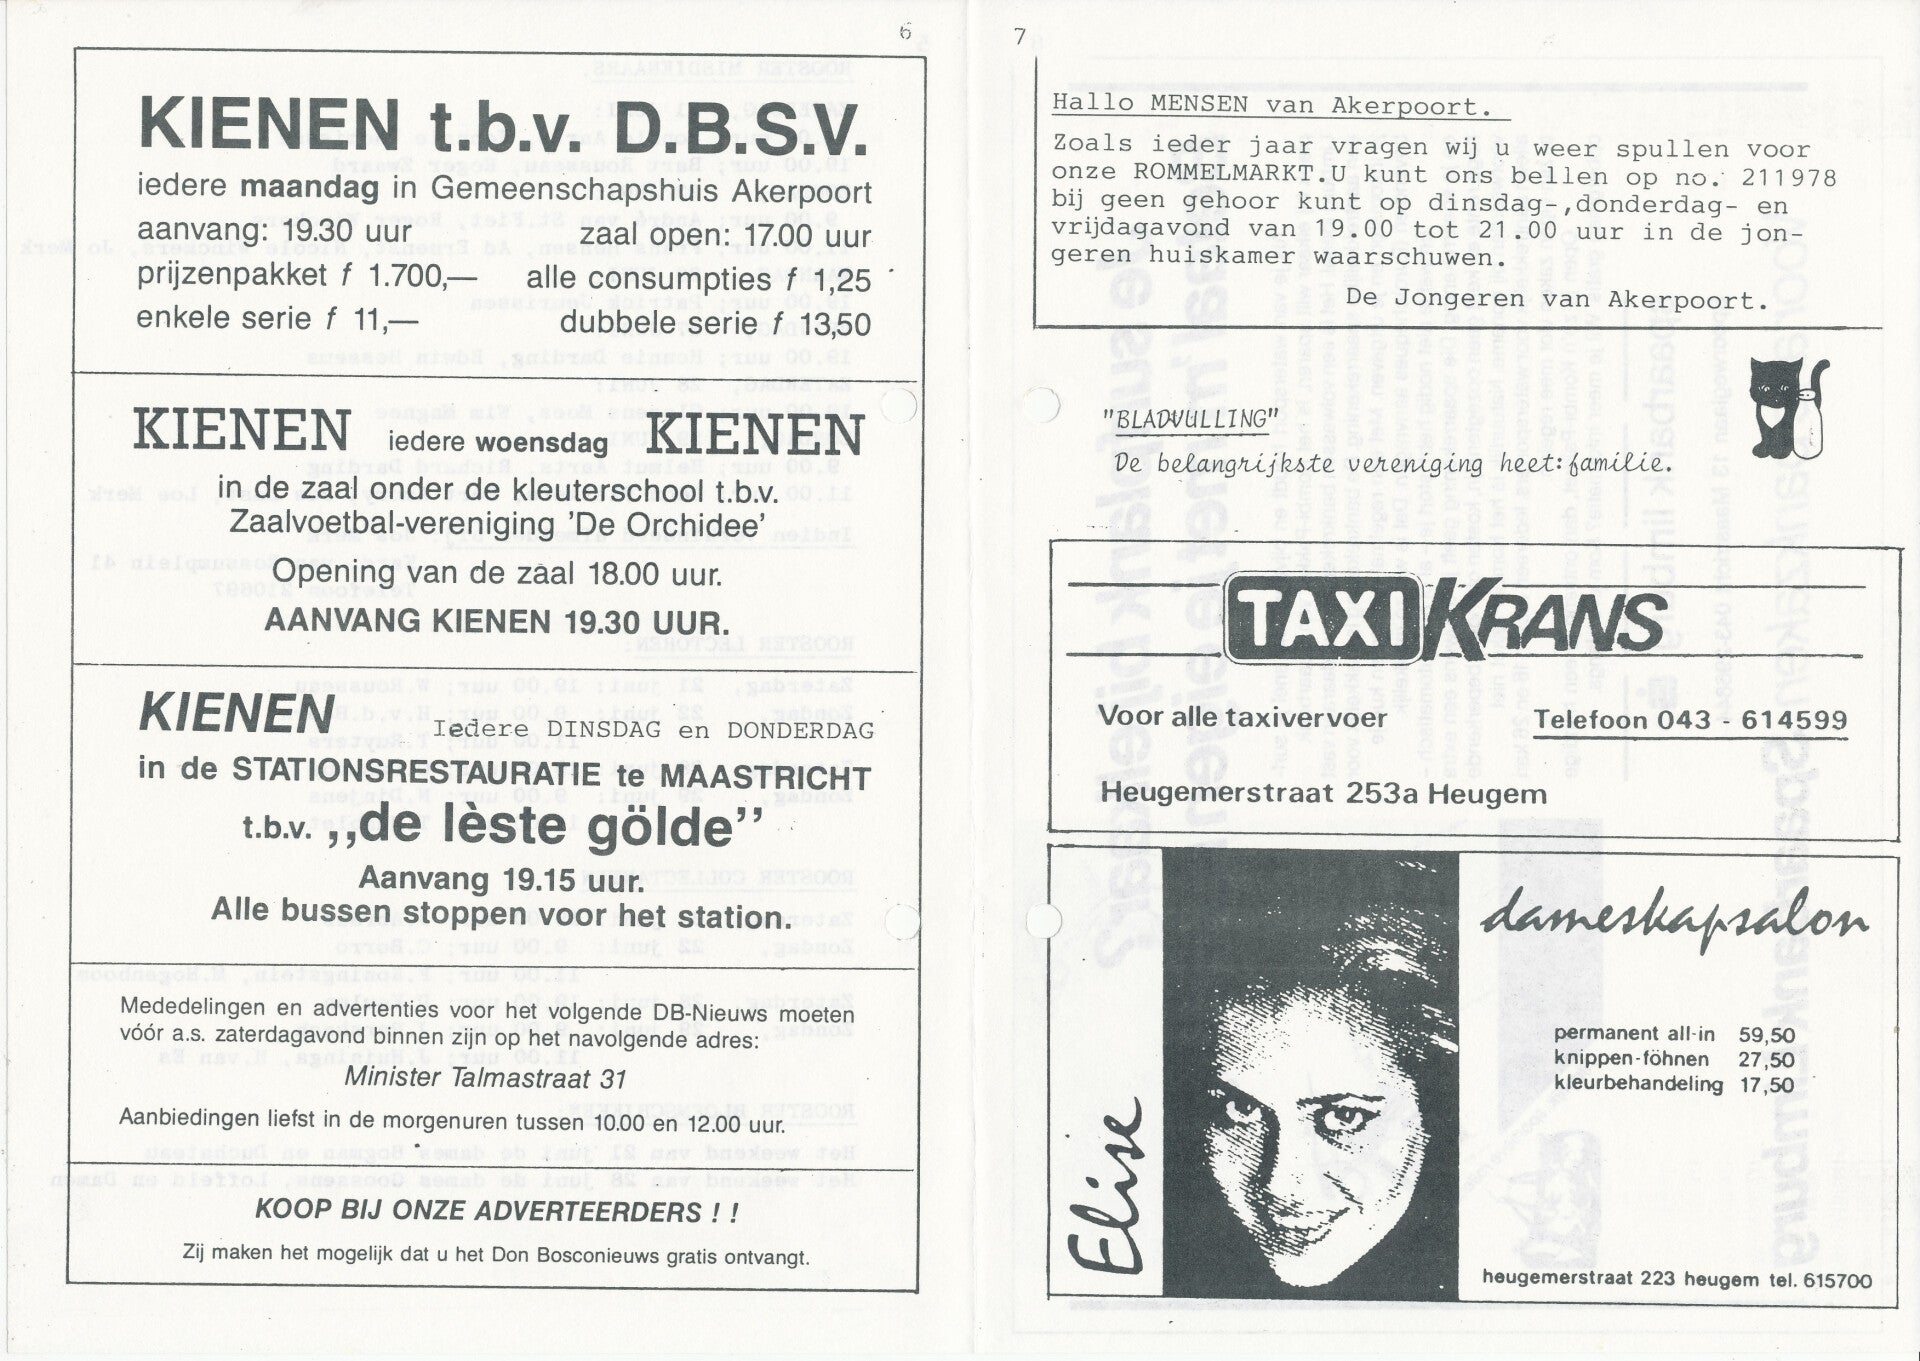 6
KIENEN t.b.v. D.B.S.V.
iedere maandag in Gemeenschapshuis Akerpoort
aanvang: 19.30 uur zaal open: 17.00 uur
prijzenpakket f 1.700,— alle consumpties f 1,25
enkele serie f 11,— dubbele serie f 13,50
KIENEN iedere woensdag KIENEN
in de zaal onder de kleuterschool t.b.v.
Zaalvoetbal-vereniging 'De Orchidee'
Opening van de zaal 18.00 uur.
AANVANG KIENEN 19.30 UUR.
KIENEN Iedere DINSDAG en DONDERDAG
in de STATIONSRESTAURATIE te MAASTRICHT
t.b.v. ,,de lèste gölde''
Aanvang 19.15 uur.
Alle bussen stoppen voor het station.
Mededelingen en advertenties voor het volgende DB-Nieuws moeten
vóór a.s. zaterdagavond binnen zijn op het navolgende adres:
Minister Talmastraat 31
Aanbiedingen liefst in de morgenuren tussen 10.00 en 12.00 uur.
KOOP BIJ ONZE ADVERTEERDERS ! !
Zij maken het mogelijk dat u het Don Bosconieuws gratis ontvangt.
7
Hallo MENSEN van Akerpoort.
Zoals ieder jaar vragen wij u weer spullen voor
onze ROMMELMARKT.U kunt ons bellen op no. 211978
bij geen gehoor kunt op dinsdag-,donderdag- en
vrijdagavond van 19.00 tot 21.00 uur in de jon-
geren huiskamer waarschuwen.
De Jongeren van Akerpoort.
"BLADVULLING"
De belangrijkste vereniging heet: familie.
TAXI KRANS
Voor alle taxivervoer Telefoon 043 - 614599
Heugemerstraat 253a Heugem
dameskapsalon
Elise
permanent all-in 59,50
knippen-föhnen 27,50
kleurbehandeling 17,50
heugemerstraat 223 heugem tel. 615700